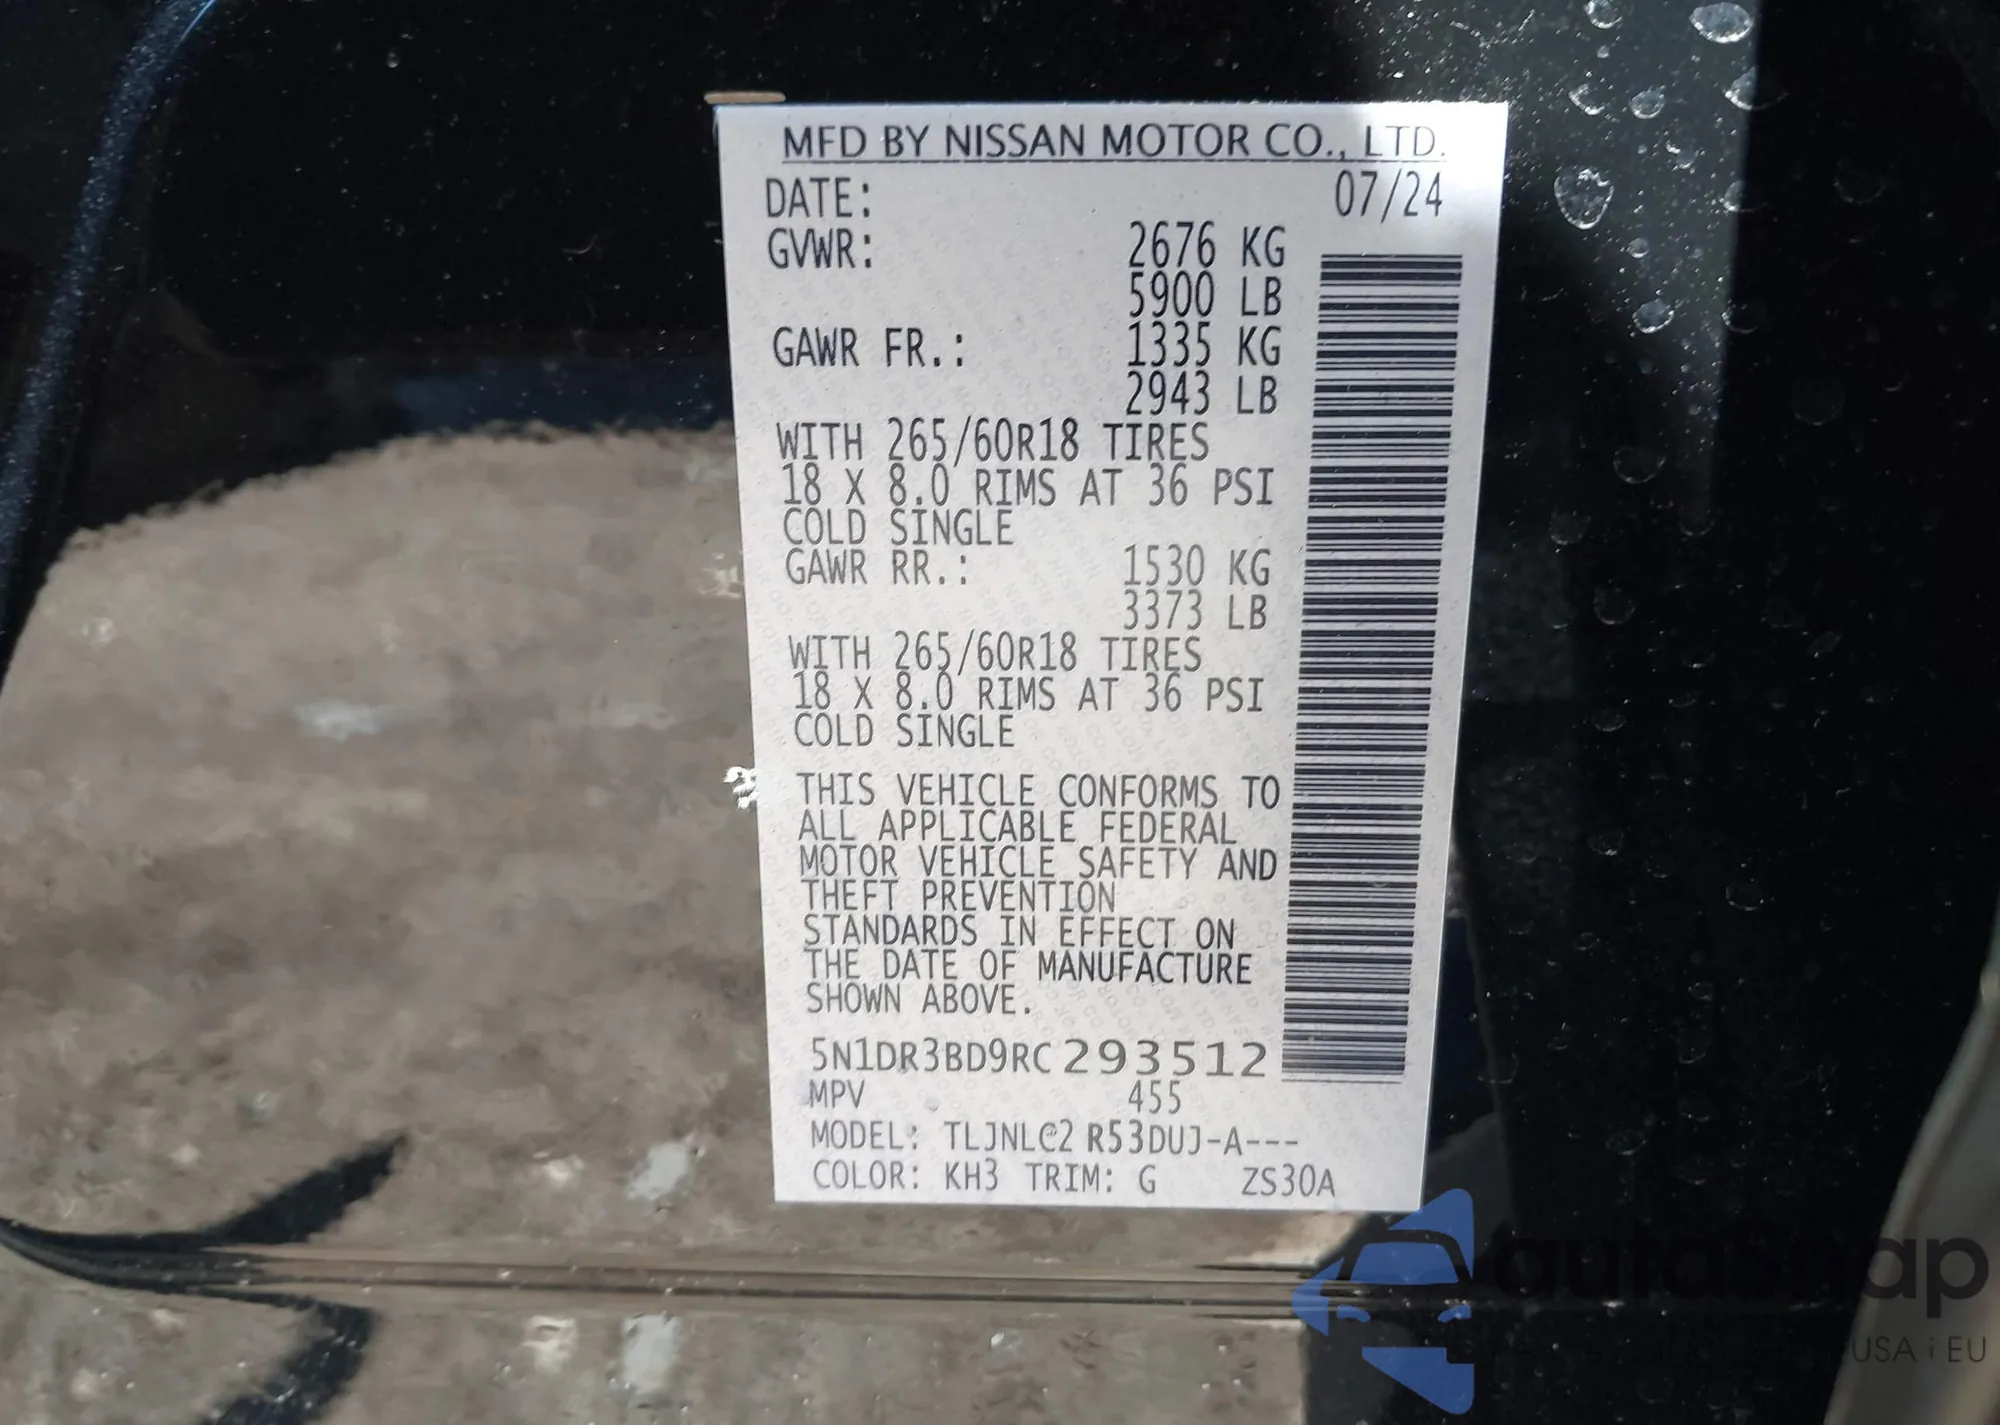 MFD BY NISSAN MOTOR CO., LTD.
DATE: 07/24
GVWR: 2676 KG
5900 LB
GAWR FR.: 1335 KG
2943 LB
WITH 265/60R18 TIRES
18 X 8.0 RIMS AT 36 PSI
COLD SINGLE
GAWR RR.: 1530 KG
3373 LB
WITH 265/60R18 TIRES
18 X 8.0 RIMS AT 36 PSI
COLD SINGLE
THIS VEHICLE CONFORMS TO
ALL APPLICABLE FEDERAL
MOTOR VEHICLE SAFETY AND
THEFT PREVENTION
STANDARDS IN EFFECT ON
THE DATE OF MANUFACTURE
SHOWN ABOVE.
5N1DR3BD9RC293512
MPV 455
MODEL: TLJNLC2 R53DUJ-A---
COLOR: KH3 TRIM: G ZS30A
autosnap
USA i EU